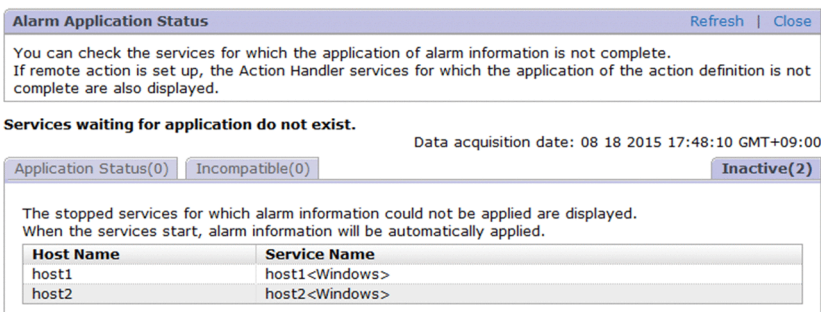 Alarm Application Status
Refresh | Close
You can check the services for which the application of alarm information is not complete.
If remote action is set up, the Action Handler services for which the application of the action definition is not
complete are also displayed.
Services waiting for application do not exist.
Data acquisition date: 08 18 2015 17:48:10 GMT+09:00
Application Status(0) Incompatible(0) Inactive(2)
The stopped services for which alarm information could not be applied are displayed.
When the services start, alarm information will be automatically applied.
Host Name Service Name
host1 host1<Windows>
host2 host2<Windows>